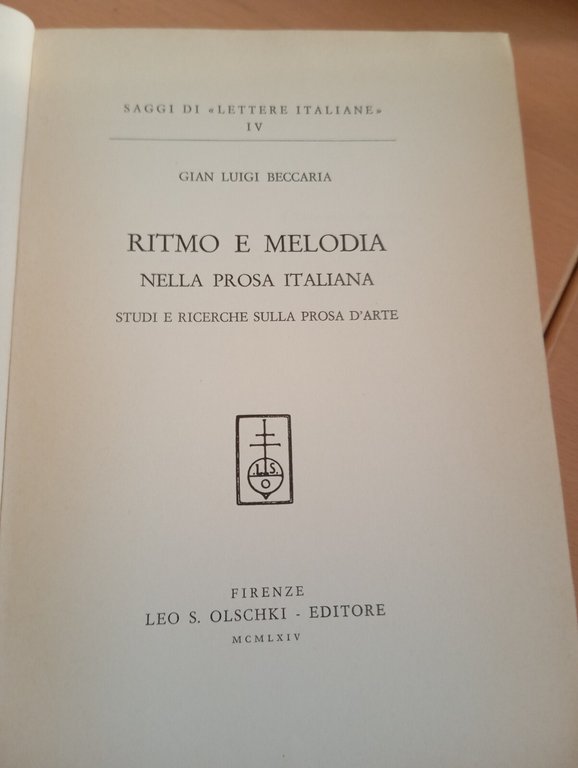 SAGGI DI «LETTERE ITALIANE»
IV
GIAN LUIGI BECCARIA
RITMO E MELODIA
NELLA PROSA ITALIANA
STUDI E RICERCHE SULLA PROSA D'ARTE
L. S.
O
FIRENZE
LEO S. OLSCHKI - EDITORE
MCMLXIV